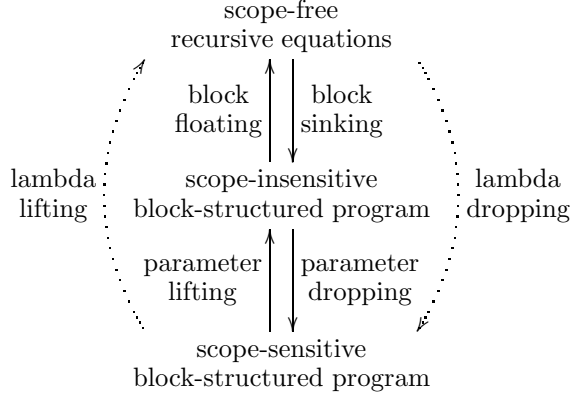 scope-free
recursive equations
block
floating
block
sinking
lambda
lifting
scope-insensitive
block-structured program
lambda
dropping
parameter
lifting
parameter
dropping
scope-sensitive
block-structured program